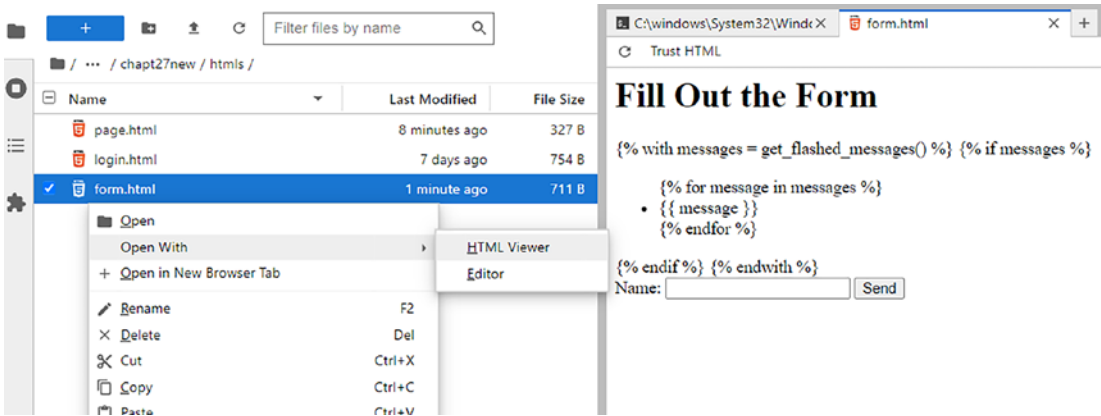 +
Filter files by name
/ ··· / chapt27new / htmls /
Name Last Modified File Size
page.html 8 minutes ago 327 B
login.html 7 days ago 754 B
form.html 1 minute ago 711 B
Open
Open With
Open in New Browser Tab
Rename F2
Delete Del
Cut Ctrl+X
Copy Ctrl+C
Paste Ctrl+V
HTML Viewer
Editor
C:\windows\System32\Windc form.html +
Trust HTML
Fill Out the Form
{% with messages = get_flashed_messages() %} {% if messages %}
{% for message in messages %}
• {{ message }}
{% endfor %}
{% endif %} {% endwith %}
Name: Send